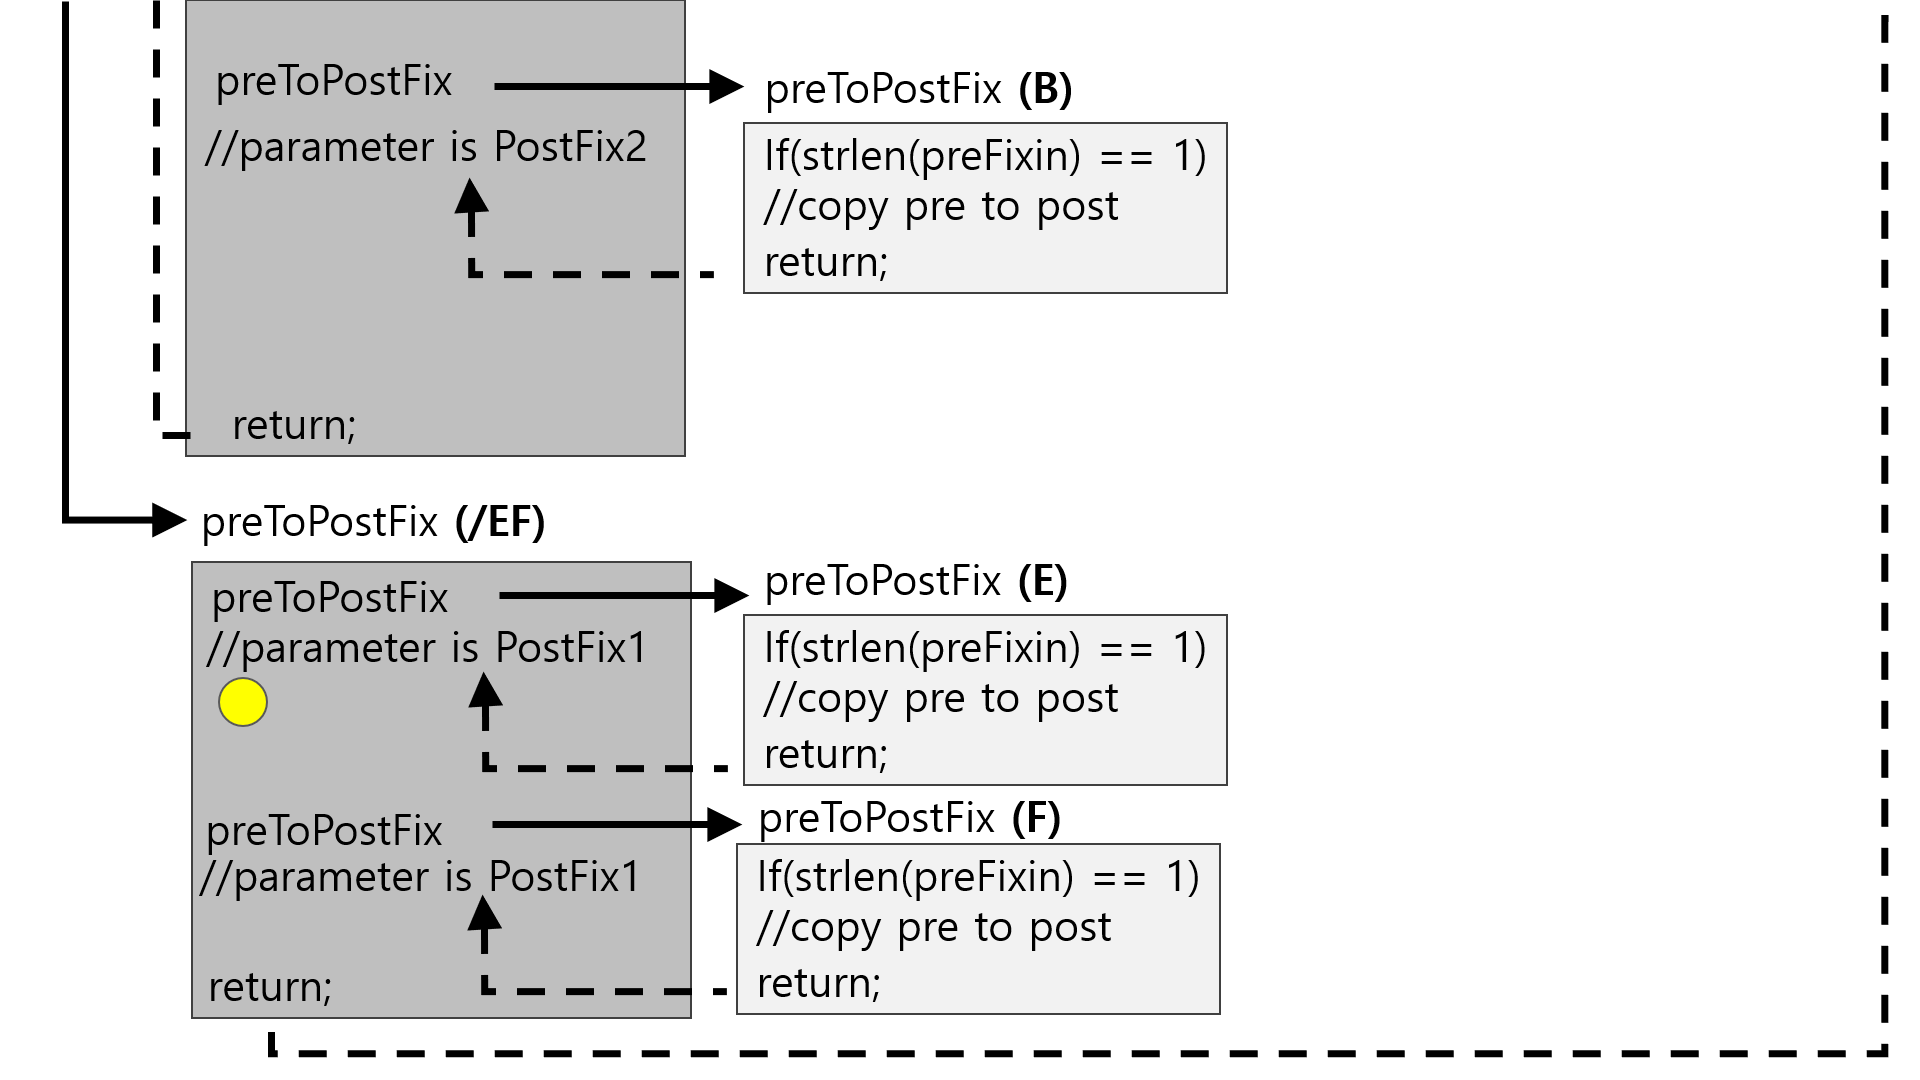 preToPostFix
//parameter is PostFix2
preToPostFix (B)
If(strlen(preFixin) == 1)
//copy pre to post
return;
return;
preToPostFix (/EF)
preToPostFix
//parameter is PostFix1
preToPostFix (E)
If(strlen(preFixin) == 1)
//copy pre to post
return;
preToPostFix
//parameter is PostFix1
return;
preToPostFix (F)
If(strlen(preFixin) == 1)
//copy pre to post
return;